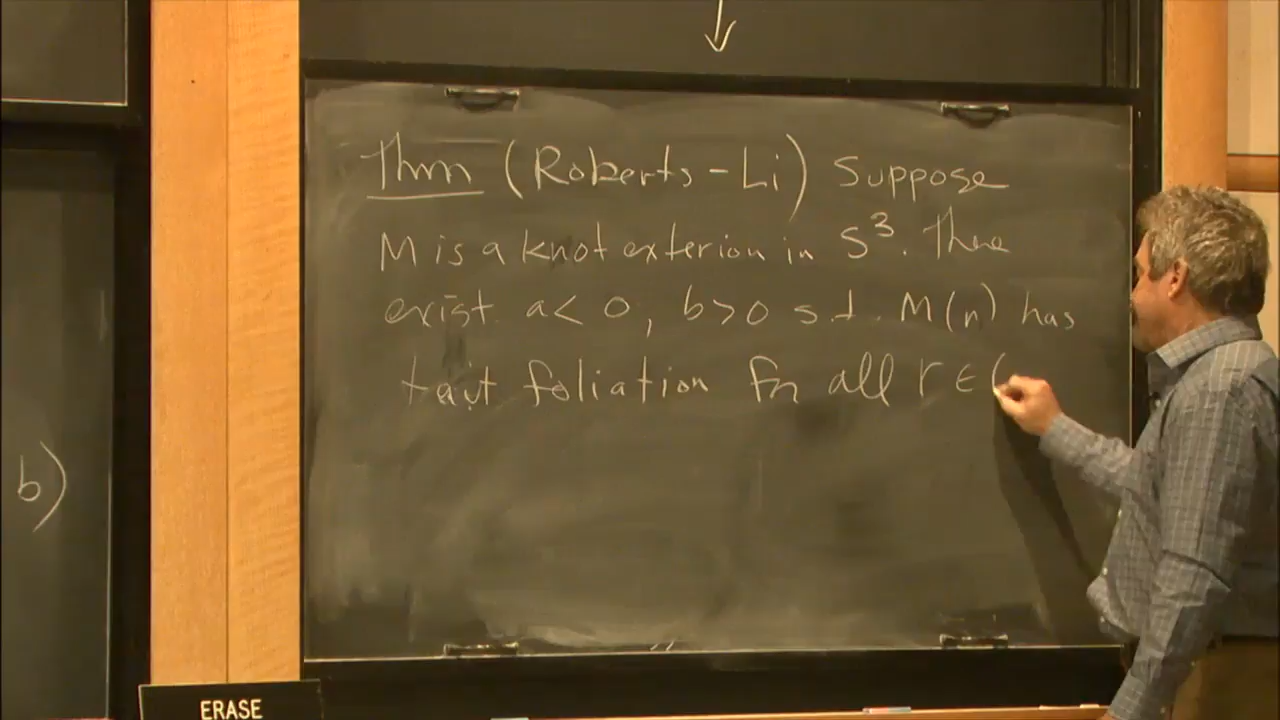 Thm (Roberts-Li) Suppose
M is a knot exterior in S³. There
exist a < 0, b > 0 s.t. M(r) has
taut foliation for all r ∈ (
b)
ERASE